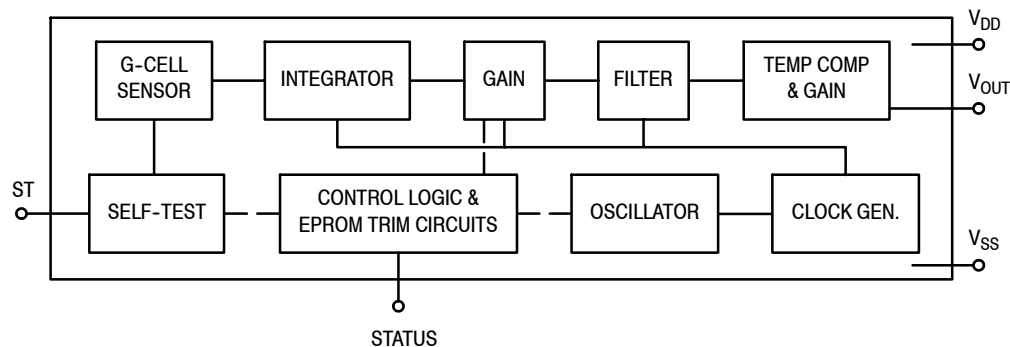 V_DD
G-CELL
SENSOR
INTEGRATOR
GAIN
FILTER
TEMP COMP
& GAIN
V_OUT
ST
SELF-TEST
CONTROL LOGIC &
EPROM TRIM CIRCUITS
OSCILLATOR
CLOCK GEN.
V_SS
STATUS